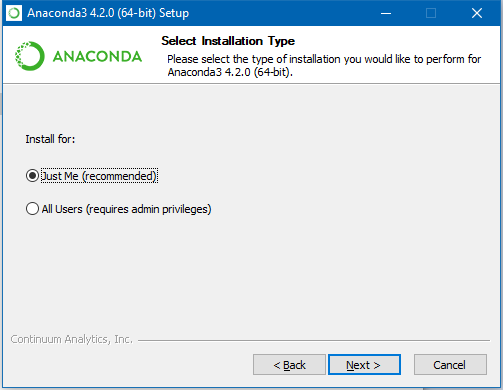 Anaconda3 4.2.0 (64-bit) Setup
ANACONDA
Select Installation Type
Please select the type of installation you would like to perform for
Anaconda3 4.2.0 (64-bit).
Install for:
Just Me (recommended)
All Users (requires admin privileges)
Continuum Analytics, Inc.
< Back
Next >
Cancel